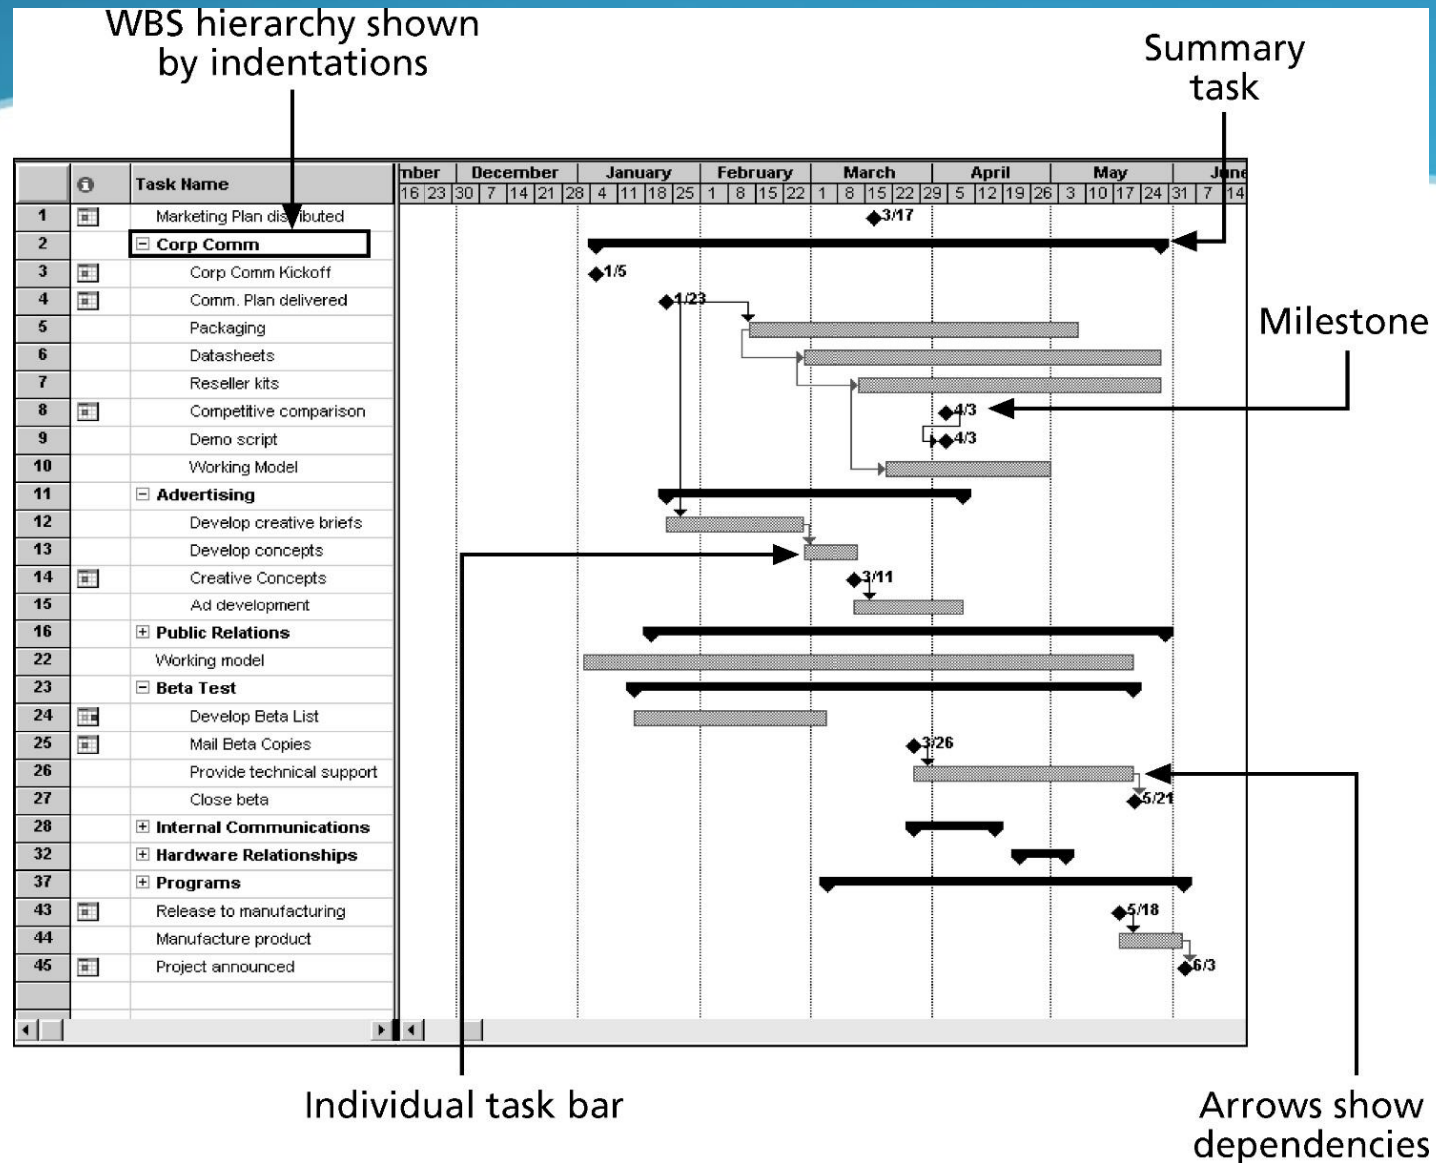 WBS hierarchy shown
by indentations
Summary
task
Task Name
mber December January February March April May June
16 23 30 7 14 21 28 4 11 18 25 1 8 15 22 1 8 15 22 29 5 12 19 26 3 10 17 24 31 7 14
1 Marketing Plan distributed 3/17
2 Corp Comm
3 Corp Comm Kickoff 1/5
4 Comm. Plan delivered 1/23
5 Packaging
Milestone
6 Datasheets
7 Reseller kits
8 Competitive comparison 4/3
9 Demo script 4/3
10 Working Model
11 Advertising
12 Develop creative briefs
13 Develop concepts
14 Creative Concepts 3/11
15 Ad development
16 Public Relations
22 Working model
23 Beta Test
24 Develop Beta List
25 Mail Beta Copies 3/26
26 Provide technical support
27 Close beta 5/21
28 Internal Communications
32 Hardware Relationships
37 Programs
43 Release to manufacturing 5/18
44 Manufacture product
45 Project announced 6/3
Individual task bar
Arrows show
dependencies